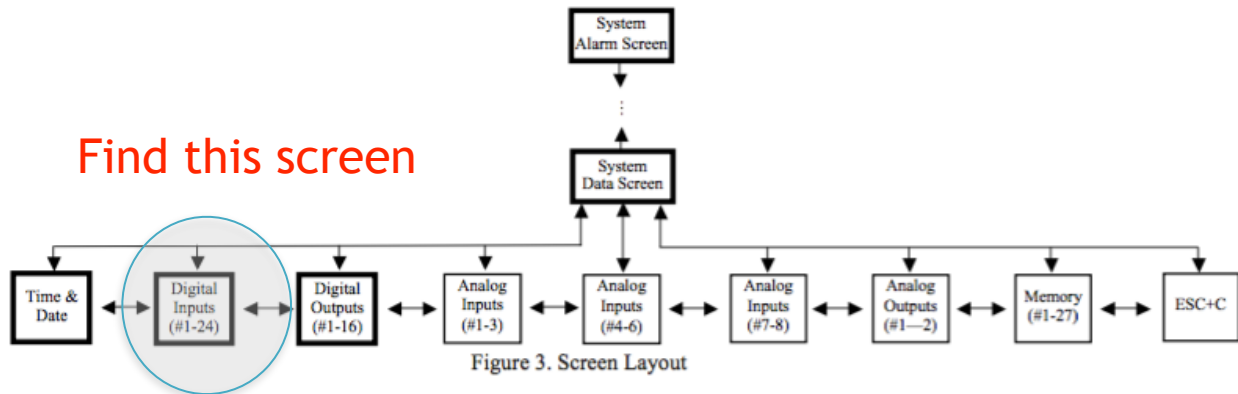 System
Alarm Screen
Find this screen
System
Data Screen
Time &
Date
Digital
Inputs
(#1-24)
Digital
Outputs
(#1-16)
Analog
Inputs
(#1-3)
Analog
Inputs
(#4-6)
Analog
Inputs
(#7-8)
Analog
Outputs
(#1—2)
Memory
(#1-27)
ESC+C
Figure 3. Screen Layout